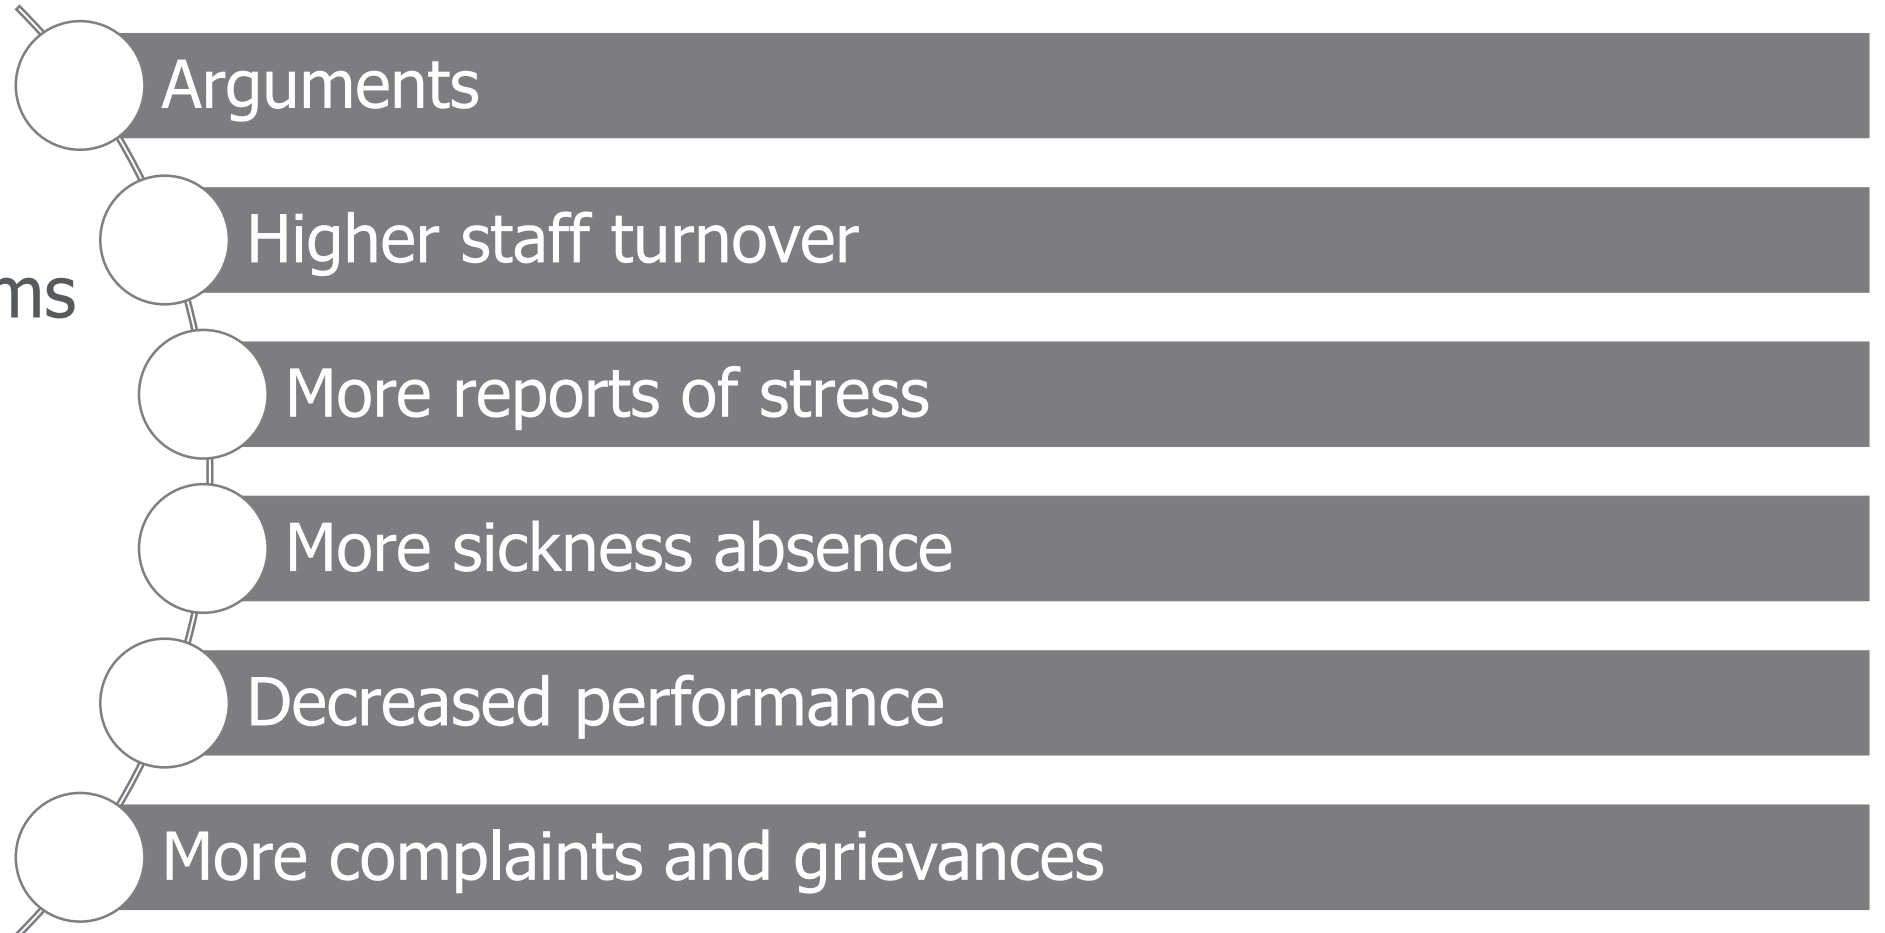 Arguments
Higher staff turnover
ms
More reports of stress
More sickness absence
Decreased performance
More complaints and grievances